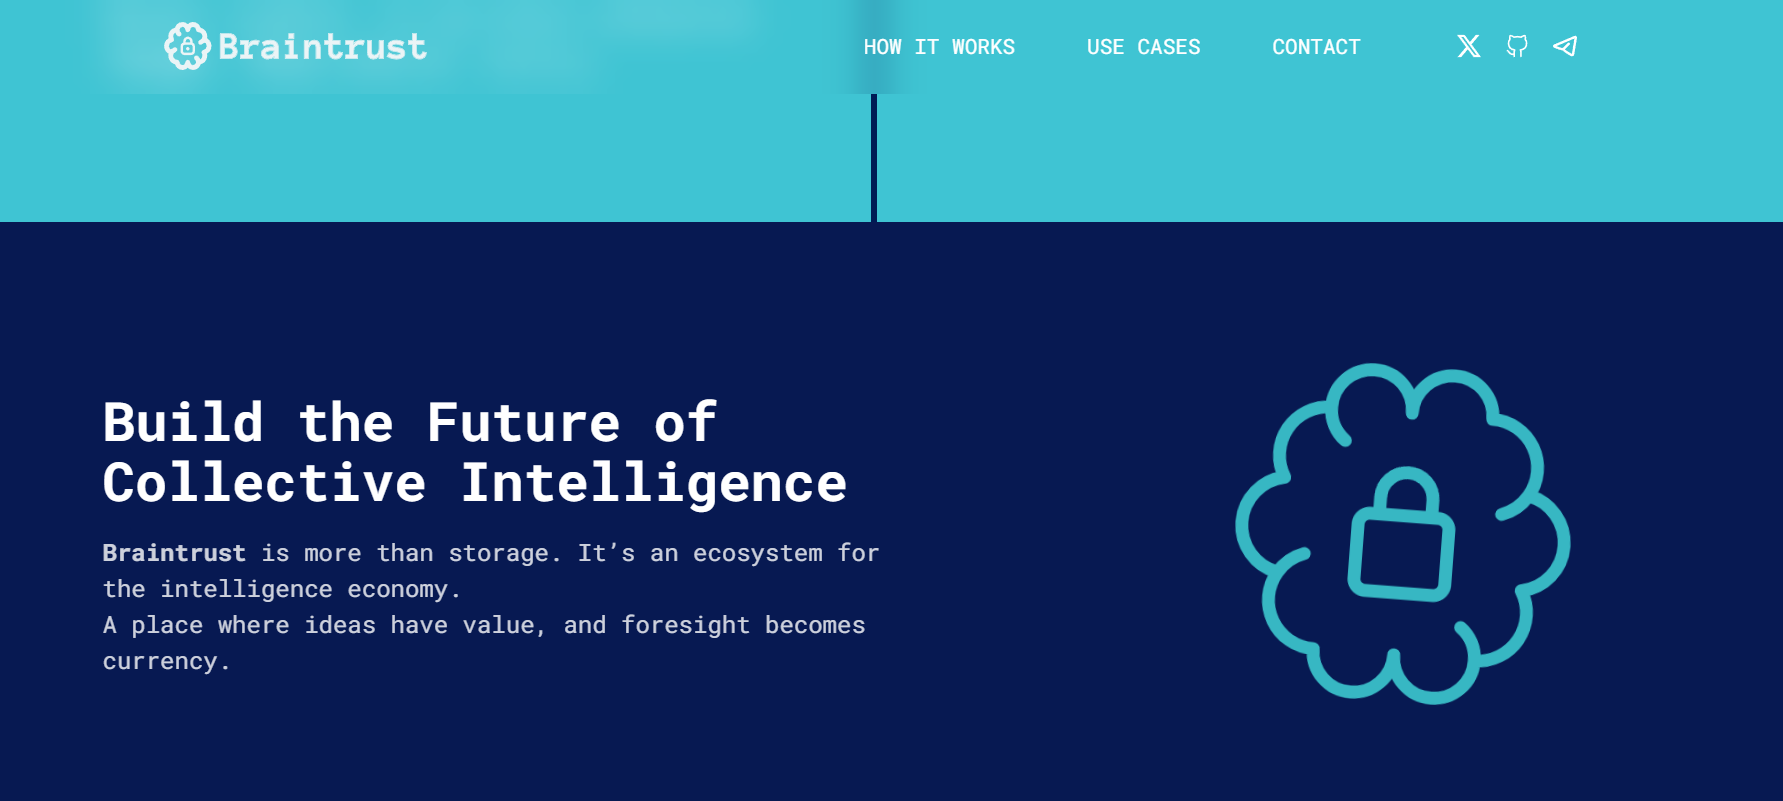 Braintrust
HOW IT WORKS
USE CASES
CONTACT
Build the Future of
Collective Intelligence
Braintrust is more than storage. It’s an ecosystem for
the intelligence economy.
A place where ideas have value, and foresight becomes
currency.